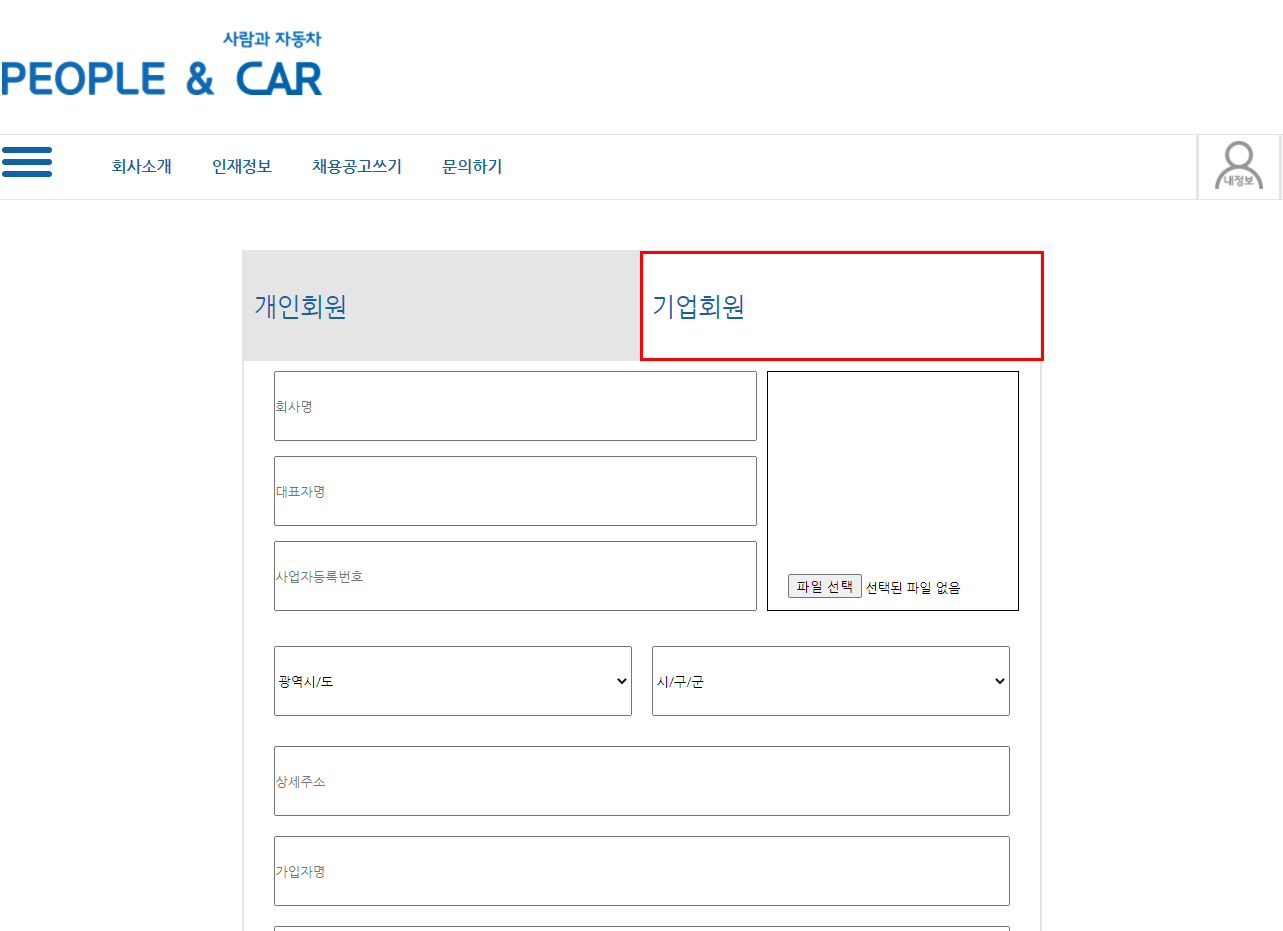 사람과 자동차
PEOPLE & CAR
회사소개 인재정보 채용공고쓰기 문의하기
내정보
개인회원 기업회원
회사명
대표자명
사업자등록번호
파일 선택 선택된 파일 없음
광역시/도 시/구/군
상세주소
가입자명